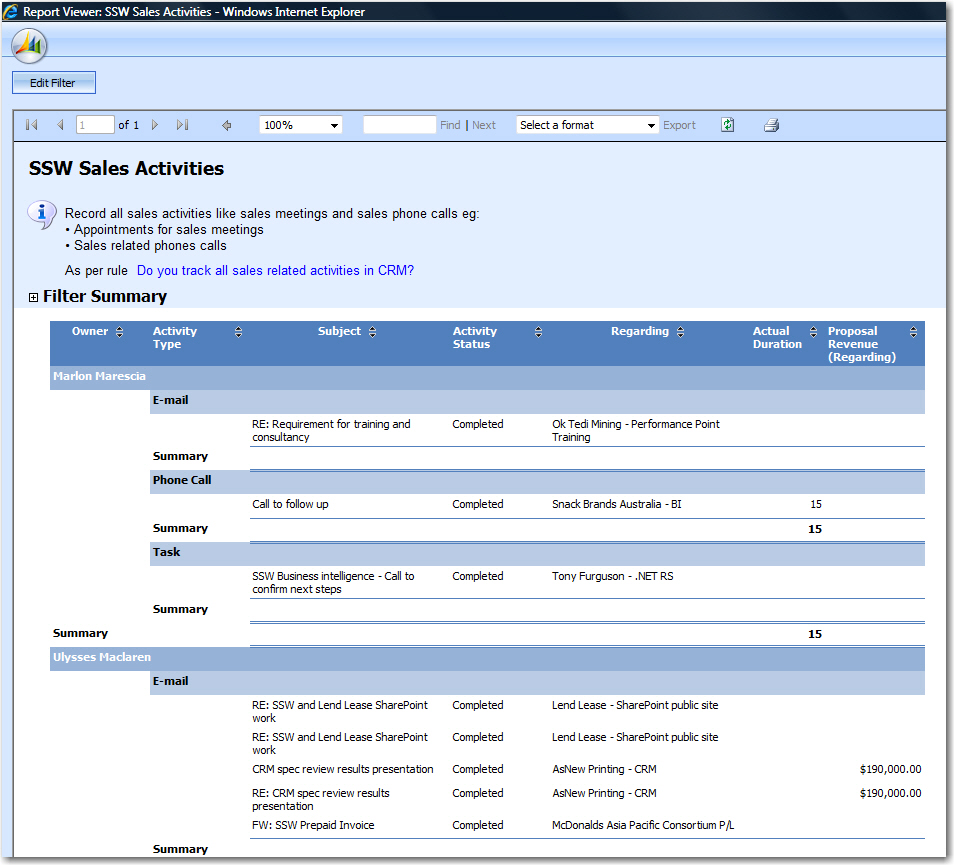 Report Viewer: SSW Sales Activities - Windows Internet Explorer
Edit Filter
1 of 1 100% Find | Next Select a format Export
SSW Sales Activities
Record all sales activities like sales meetings and sales phone calls eg:
• Appointments for sales meetings
• Sales related phones calls
As per rule Do you track all sales related activities in CRM?
Filter Summary
Owner Activity Type Subject Activity Status Regarding Actual Duration Proposal Revenue (Regarding)
Marlon Marescia
E-mail
RE: Requirement for training and consultancy Completed Ok Tedi Mining - Performance Point Training
Summary
Phone Call
Call to follow up Completed Snack Brands Australia - BI 15
Summary 15
Task
SSW Business intelligence - Call to confirm next steps Completed Tony Furguson - .NET RS
Summary
Summary 15
Ulysses Maclaren
E-mail
RE: SSW and Lend Lease SharePoint work Completed Lend Lease - SharePoint public site
RE: SSW and Lend Lease SharePoint work Completed Lend Lease - SharePoint public site
CRM spec review results presentation Completed AsNew Printing - CRM $190,000.00
RE: CRM spec review results presentation Completed AsNew Printing - CRM $190,000.00
FW: SSW Prepaid Invoice Completed McDonalds Asia Pacific Consortium P/L
Summary